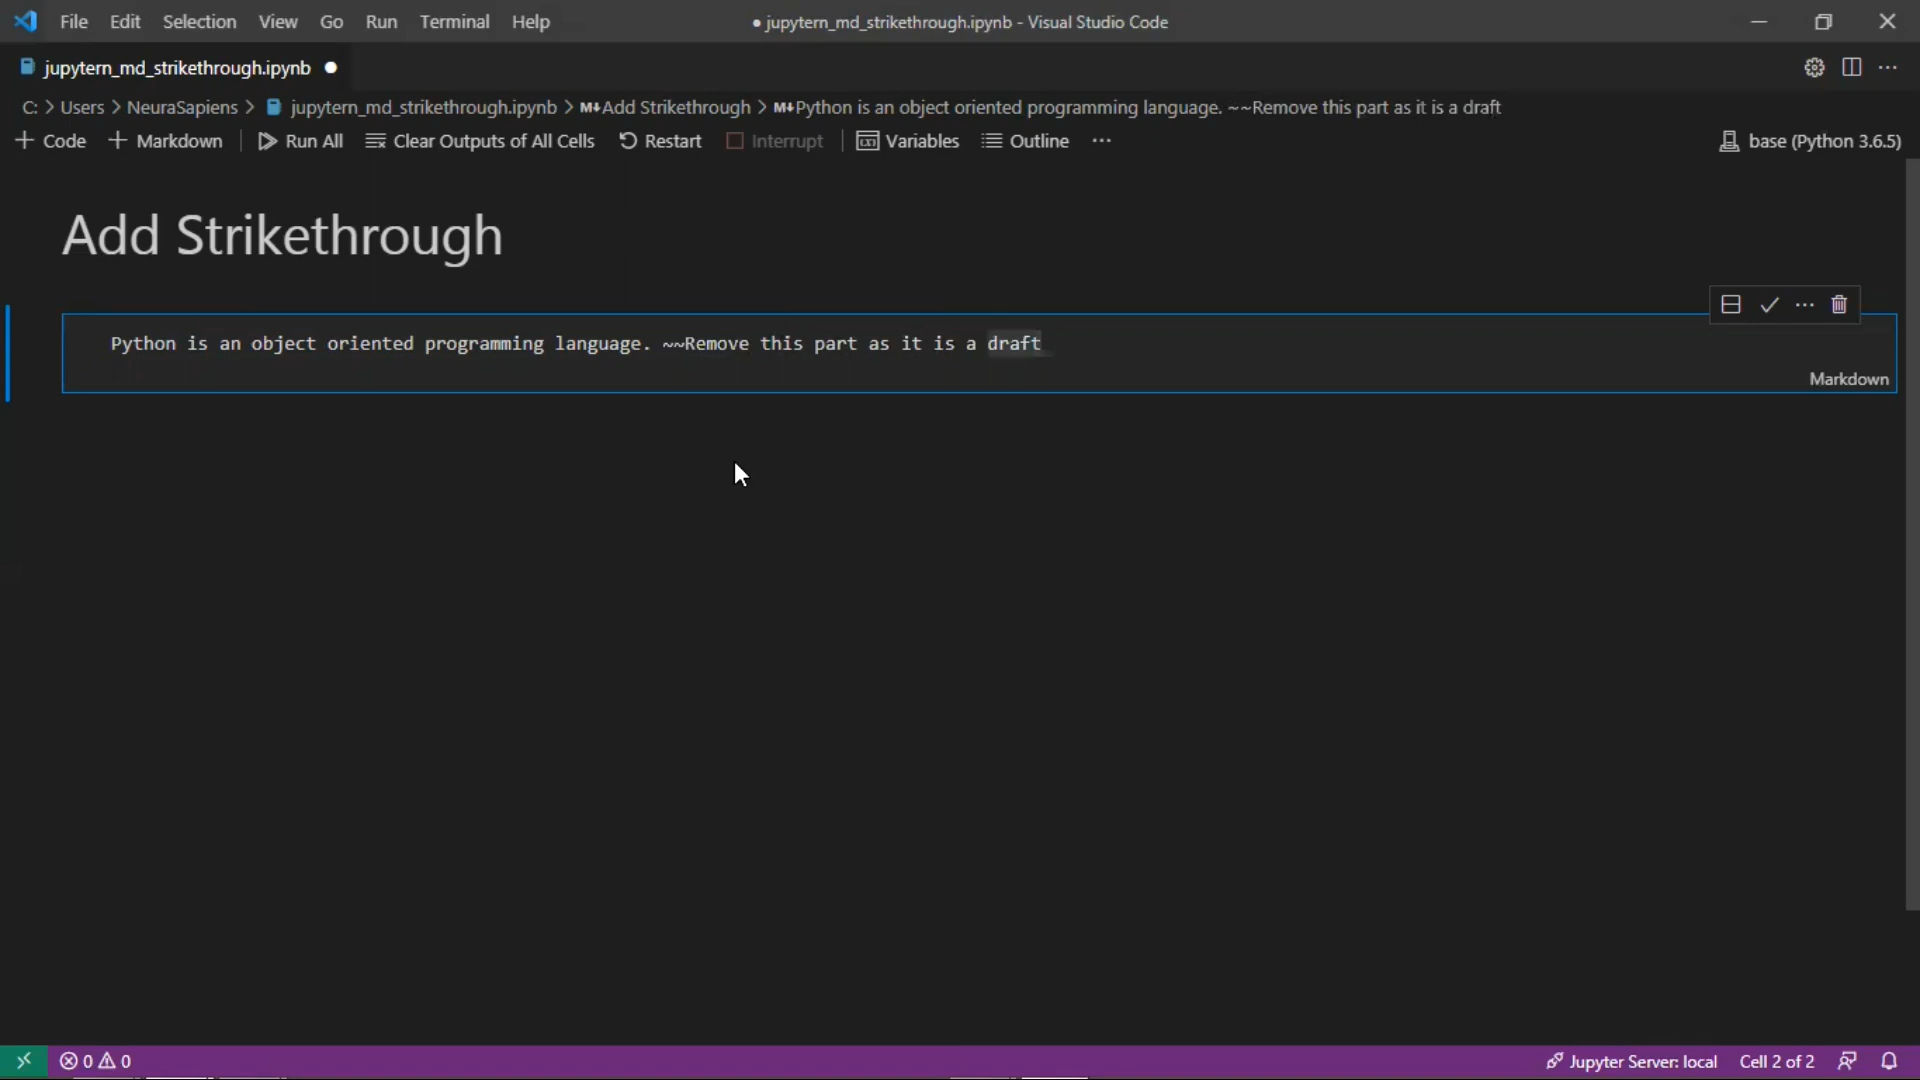 File Edit Selection View Go Run Terminal Help ● jupytern_md_strikethrough.ipynb - Visual Studio Code
jupytern_md_strikethrough.ipynb ●
C: > Users > NeuraSapiens > jupytern_md_strikethrough.ipynb > M↓Add Strikethrough > M↓Python is an object oriented programming language. ~~Remove this part as it is a draft
+ Code + Markdown Run All Clear Outputs of All Cells Restart Interrupt Variables Outline ··· base (Python 3.6.5)
Add Strikethrough
Python is an object oriented programming language. ~~Remove this part as it is a draft
Markdown
0 0 Jupyter Server: local Cell 2 of 2